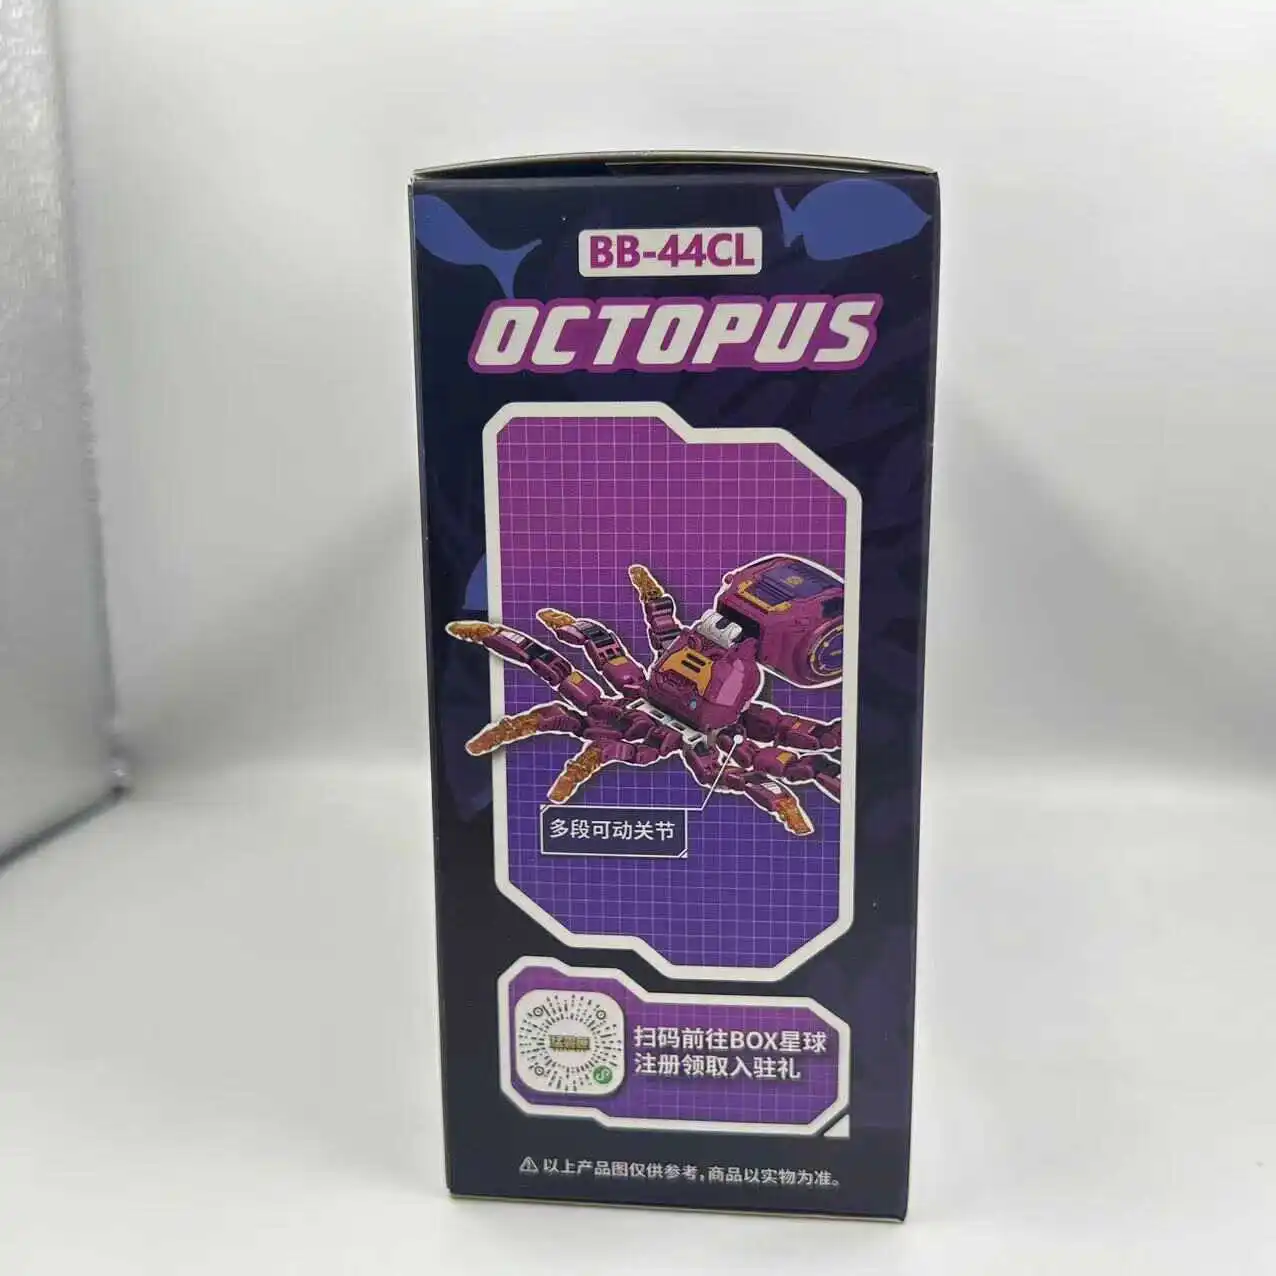 BB-44CL
OCTOPUS
多段可动关节
扫码前往BOX星球
注册领取入驻礼
⚠以上产品图仅供参考,商品以实物为准。